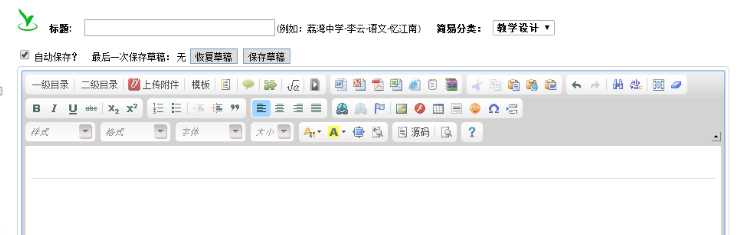 标题: (例如: 荔湾中学-李云-语文-忆江南) 简易分类: 教学设计
自动保存? 最后一次保存草稿: 无 恢复草稿 保存草稿
一级目录 二级目录 上传附件 模板 √α
B I U abc X₂ X² Ω
样式 格式 字体 大小 A A 源码 ?